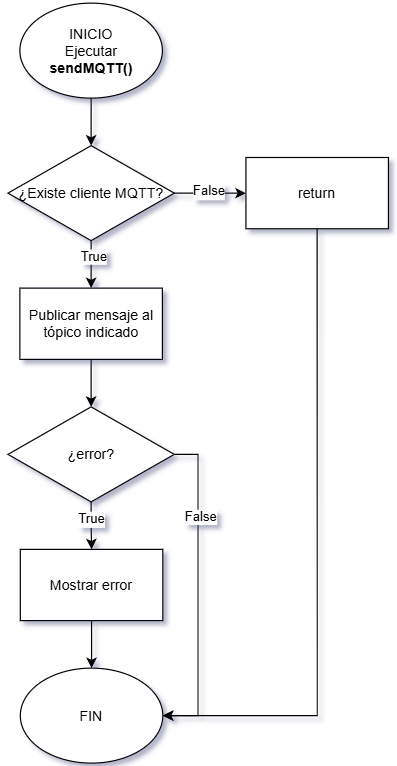 INICIO
Ejecutar
sendMQTT()
¿Existe cliente MQTT?
False
return
True
Publicar mensaje al
tópico indicado
¿error?
True
False
Mostrar error
FIN